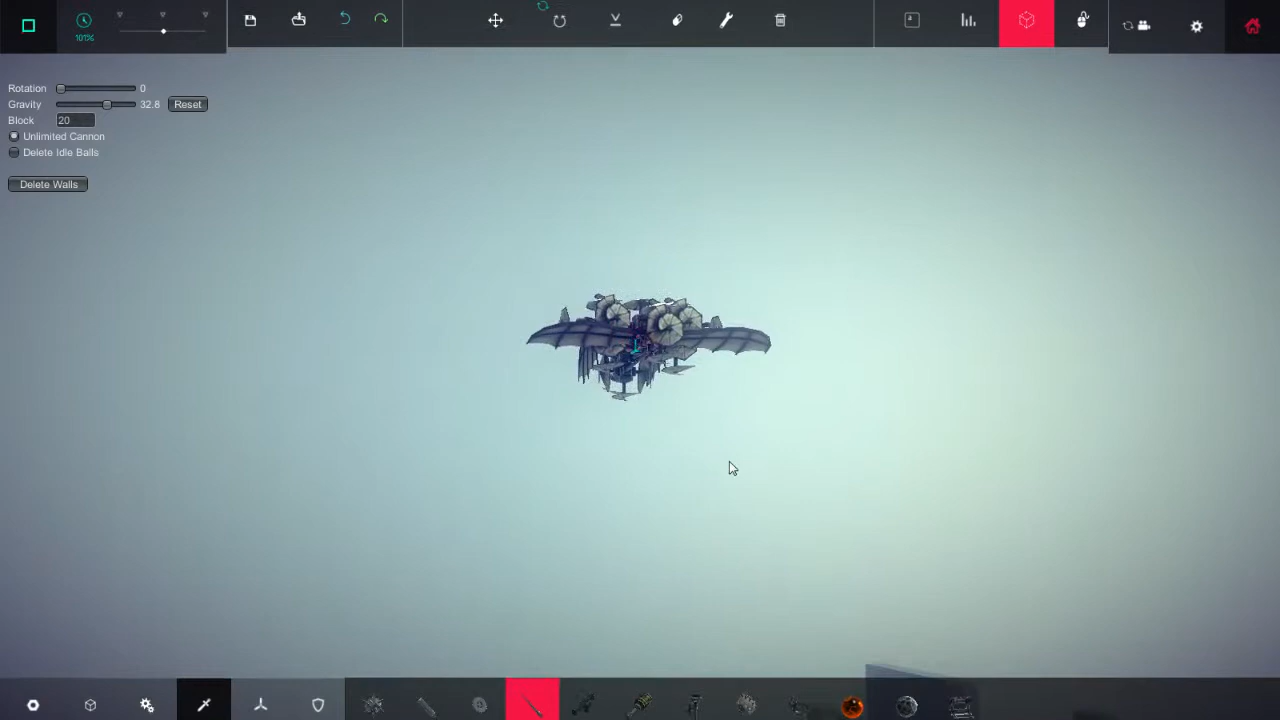 101%
Rotation 0
Gravity 32.8 Reset
Block 20
Unlimited Cannon
Delete Idle Balls
Delete Walls